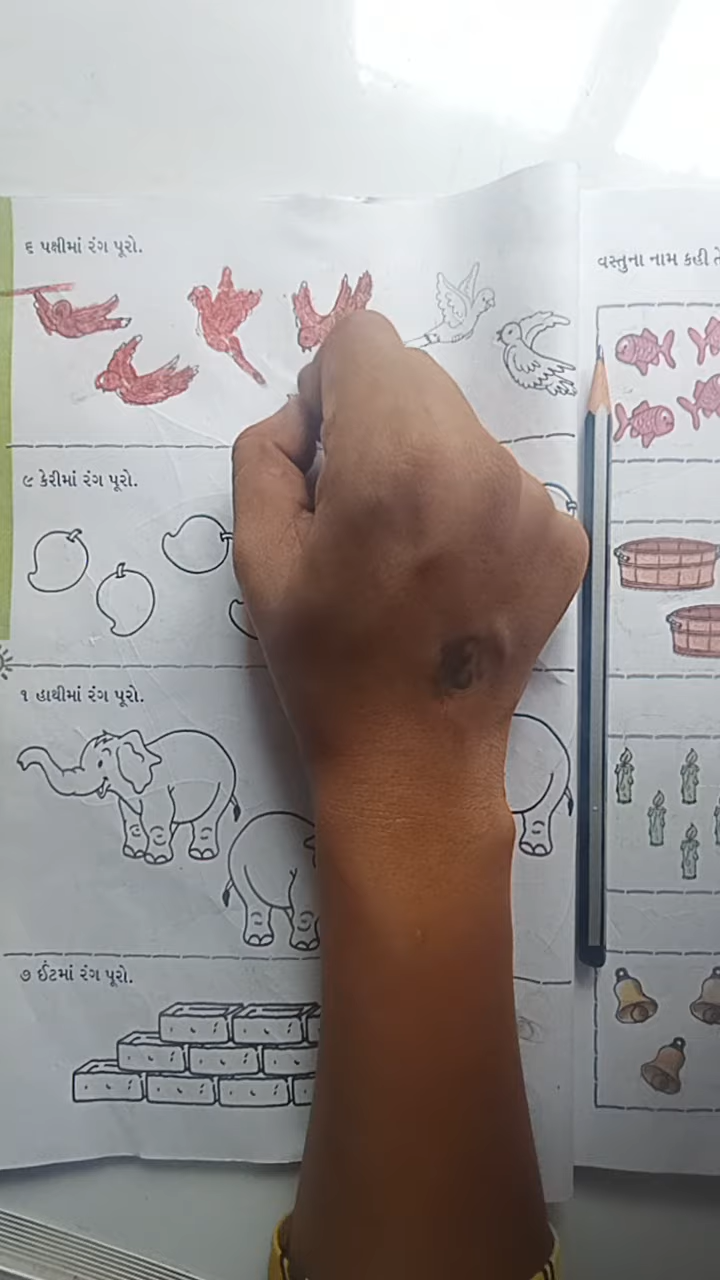 ૬ પક્ષીમાં રંગ પૂરો.
વસ્તુના નામ કહી
૯ કેરીમાં રંગ પૂરો.
૧ હાથીમાં રંગ પૂરો.
૭ ઈંટમાં રંગ પૂરો.